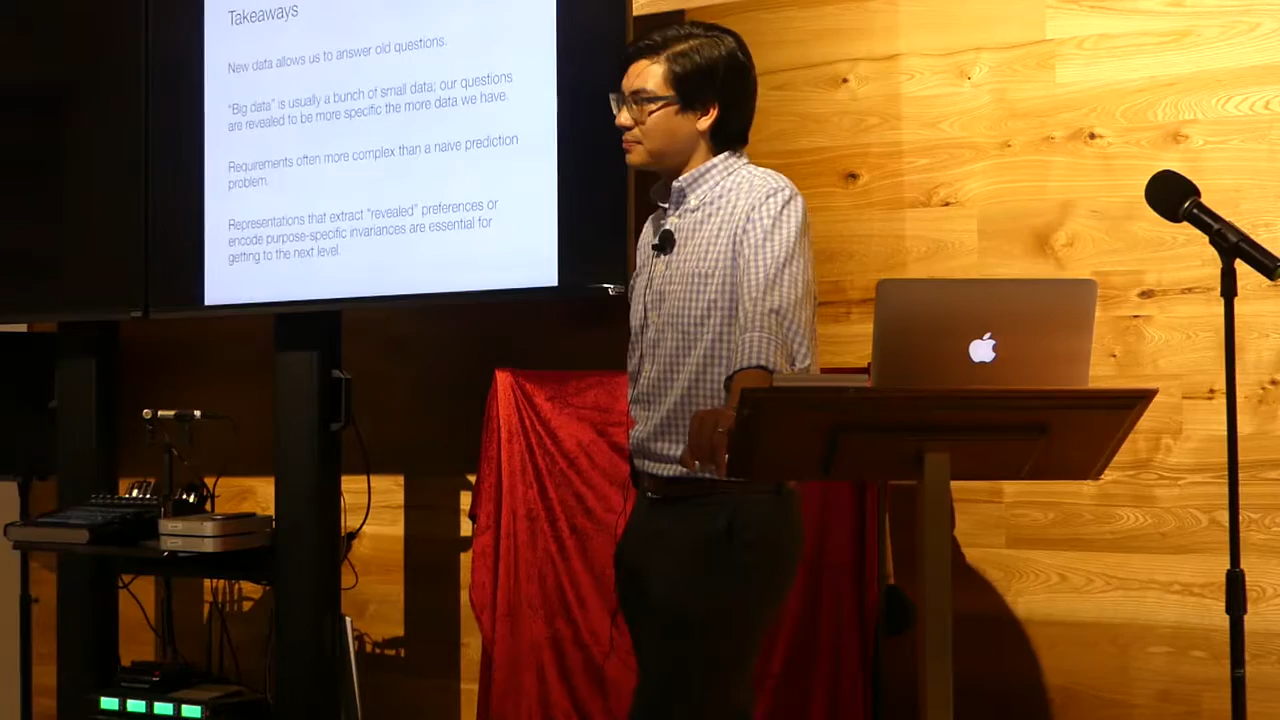 Takeaways
New data allows us to answer old questions.
"Big data" is usually a bunch of small data; our questions
are revealed to be more specific the more data we have.
Requirements often more complex than a naive prediction
problem.
Representations that extract "revealed" preferences or
encode purpose-specific invariances are essential for
getting to the next level.